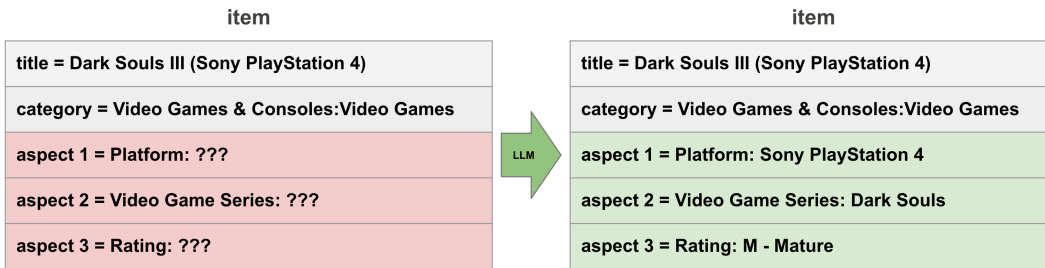 item
title = Dark Souls III (Sony PlayStation 4)
category = Video Games & Consoles:Video Games
aspect 1 = Platform: ???
aspect 2 = Video Game Series: ???
aspect 3 = Rating: ???
LLM
item
title = Dark Souls III (Sony PlayStation 4)
category = Video Games & Consoles:Video Games
aspect 1 = Platform: Sony PlayStation 4
aspect 2 = Video Game Series: Dark Souls
aspect 3 = Rating: M - Mature